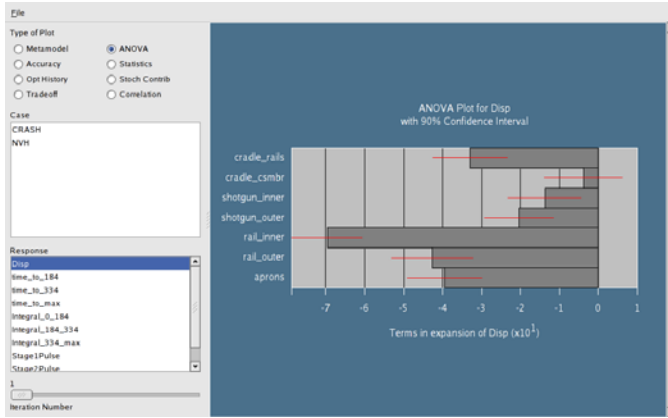 File
Type of Plot
Metamodel ANOVA
Accuracy Statistics
Opt History Stoch Contrib
Tradeoff Correlation
Case
CRASH
NVH
Response
Disp
time_to_184
time_to_334
time_to_max
Integral_0_184
Integral_184_334
Integral_334_max
Stage1Pulse
Stage2Pulse
1
Iteration Number
ANOVA Plot for Disp
with 90% Confidence Interval
cradle_rails
cradle_csmbr
shotgun_inner
shotgun_outer
rail_inner
rail_outer
aprons
-7 -6 -5 -4 -3 -2 -1 0 1
Terms in expansion of Disp (x10^1)